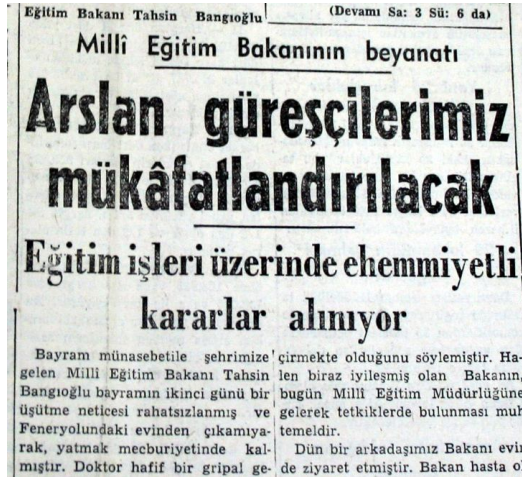 Eğitim Bakanı Tahsin Bangıoğlu
(Devamı Sa: 3 Sü: 6 da)
Millî Eğitim Bakanının beyanatı
Arslan güreşçilerimiz
mükâfatlandırılacak
Eğitim işleri üzerinde ehemmiyetli
kararlar alınıyor
Bayram münasebetile şehrimize
gelen Millî Eğitim Bakanı Tahsin
Bangıoğlu bayramın ikinci günü bir
üşütme neticesi rahatsızlanmış ve
Feneryolundaki evinden çıkamıya-
rak, yatmak mecburiyetinde kal-
mıştır. Doktor hafif bir gripal ge-
çirmekte olduğunu söylemiştir. Ha-
len biraz iyileşmiş olan Bakanın,
bugün Millî Eğitim Müdürlüğüne
gelerek tetkiklerde bulunması muh
temeldir.
Dün bir arkadaşımız Bakanı evin
de ziyaret etmiştir. Bakan hasta